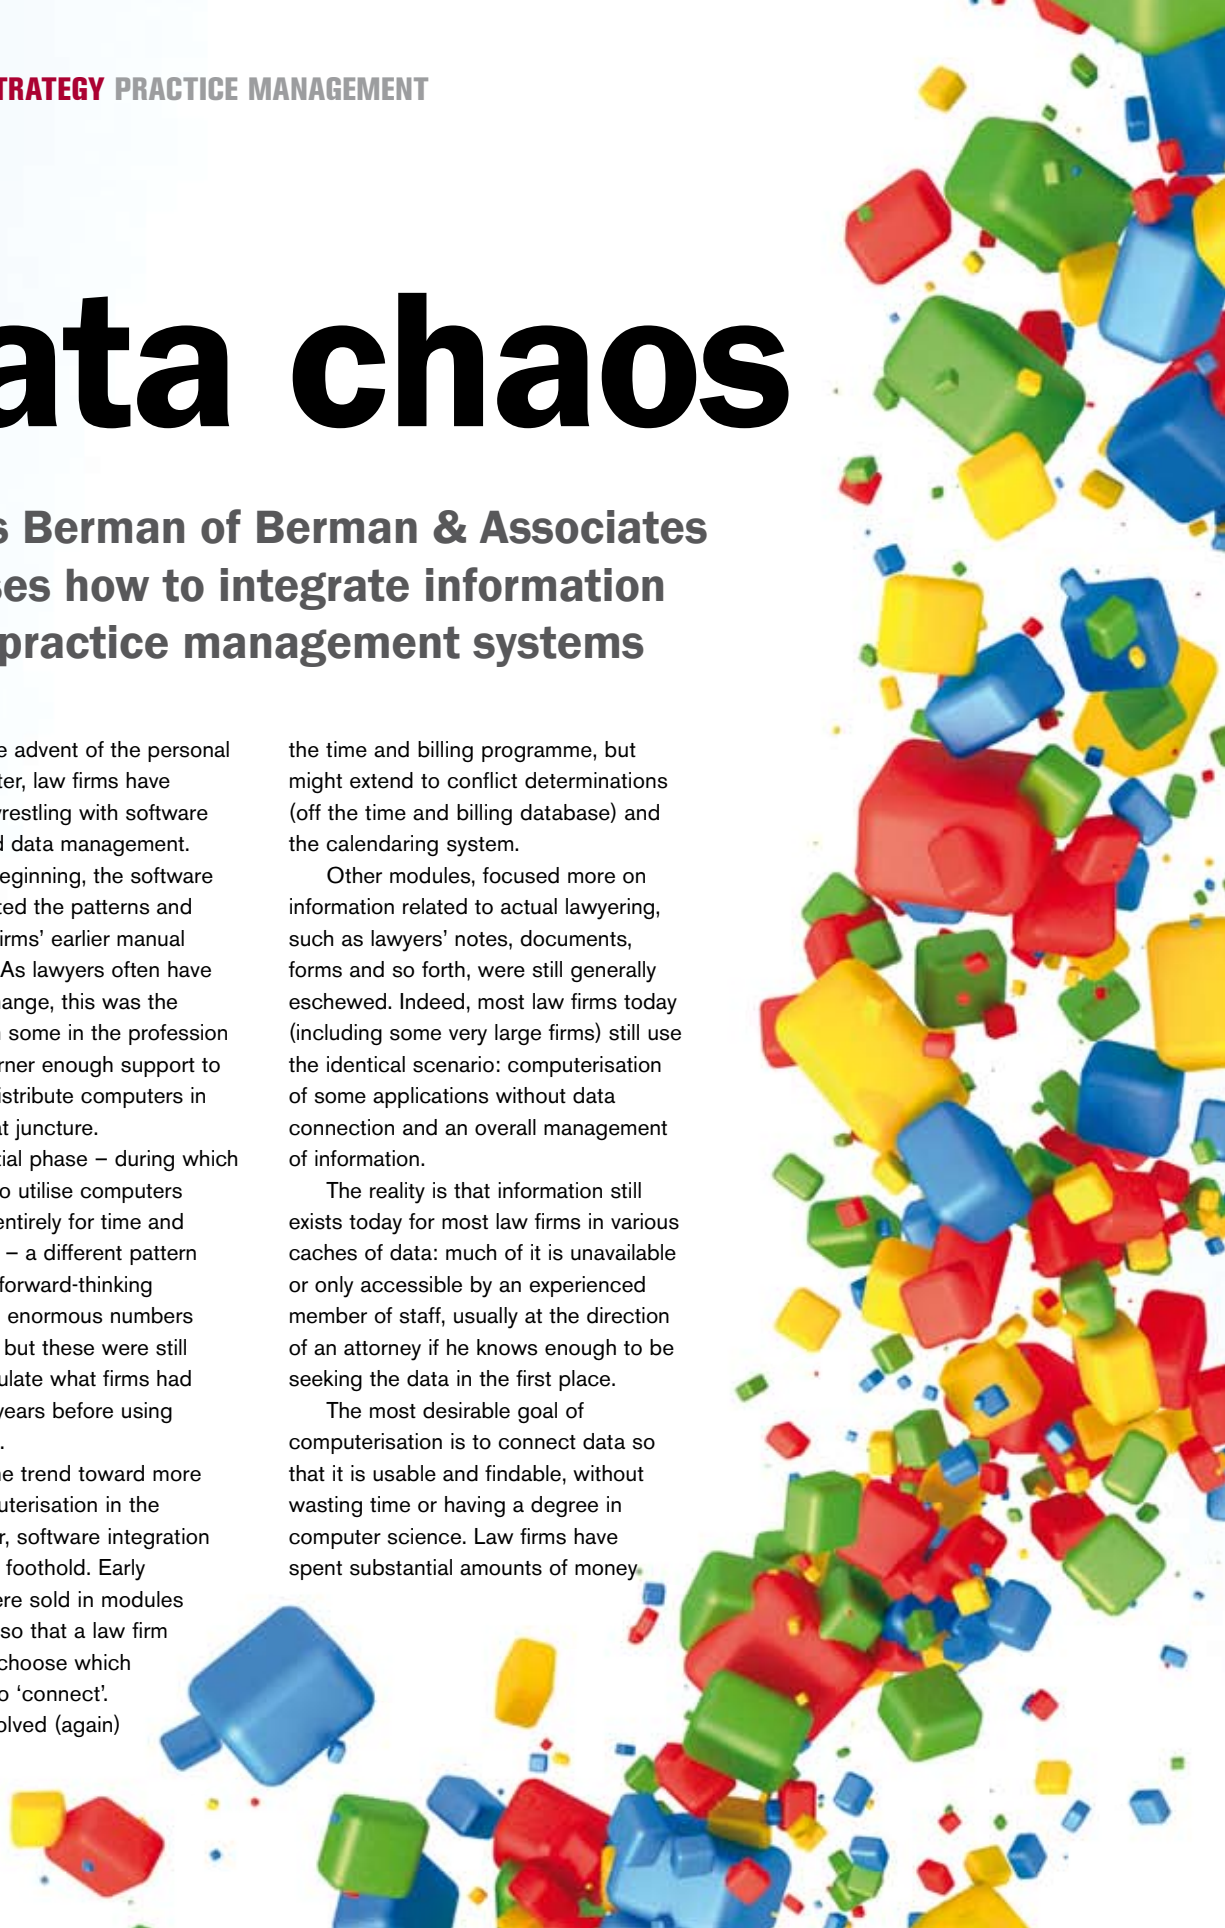 TRATEGY PRACTICE MANAGEMENT
ata chaos
s Berman of Berman & Associates
ses how to integrate information
practice management systems
e advent of the personal
ter, law firms have
wrestling with software
d data management.
eginning, the software
ted the patterns and
irms' earlier manual
As lawyers often have
hange, this was the
some in the profession
rner enough support to
istribute computers in
at juncture.
tial phase – during which
o utilise computers
entirely for time and
– a different pattern
forward-thinking
enormous numbers
but these were still
ulate what firms had
years before using
.
he trend toward more
uterisation in the
r, software integration
foothold. Early
ere sold in modules
so that a law firm
choose which
o 'connect'.
olved (again)
the time and billing programme, but
might extend to conflict determinations
(off the time and billing database) and
the calendaring system.
Other modules, focused more on
information related to actual lawyering,
such as lawyers' notes, documents,
forms and so forth, were still generally
eschewed. Indeed, most law firms today
(including some very large firms) still use
the identical scenario: computerisation
of some applications without data
connection and an overall management
of information.
The reality is that information still
exists today for most law firms in various
caches of data: much of it is unavailable
or only accessible by an experienced
member of staff, usually at the direction
of an attorney if he knows enough to be
seeking the data in the first place.
The most desirable goal of
computerisation is to connect data so
that it is usable and findable, without
wasting time or having a degree in
computer science. Law firms have
spent substantial amounts of money